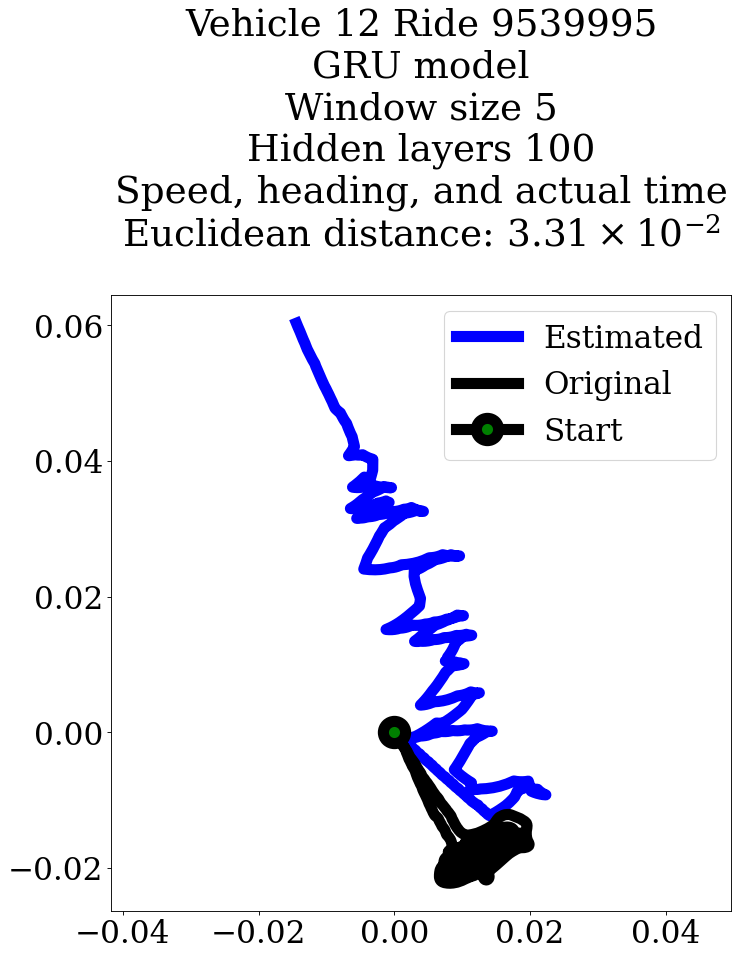 Vehicle 12 Ride 9539995
GRU model
Window size 5
Hidden layers 100
Speed, heading, and actual time
Euclidean distance: 3.31 × 10⁻²
Estimated
Original
Start
0.06
0.04
0.02
0.00
−0.02
−0.04 −0.02 0.00 0.02 0.04